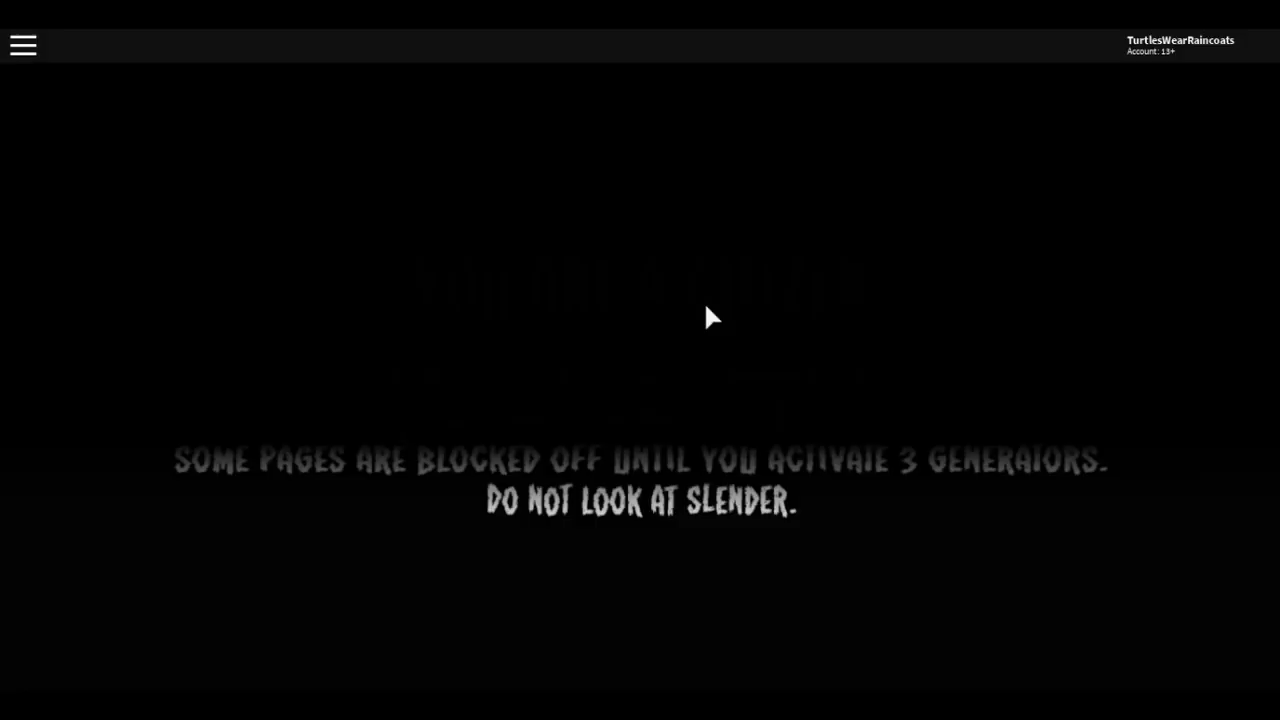 TurtlesWearRaincoats
Account: 13+
SOME PAGES ARE BLOCKED OFF UNTIL YOU ACTIVATE 3 GENERATORS.
DO NOT LOOK AT SLENDER.